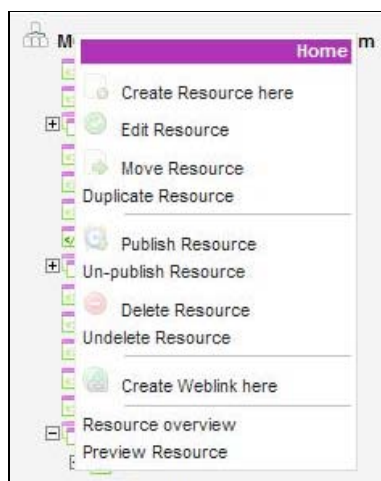 Home
Create Resource here
Edit Resource
Move Resource
Duplicate Resource
Publish Resource
Un-publish Resource
Delete Resource
Undelete Resource
Create Weblink here
Resource overview
Preview Resource